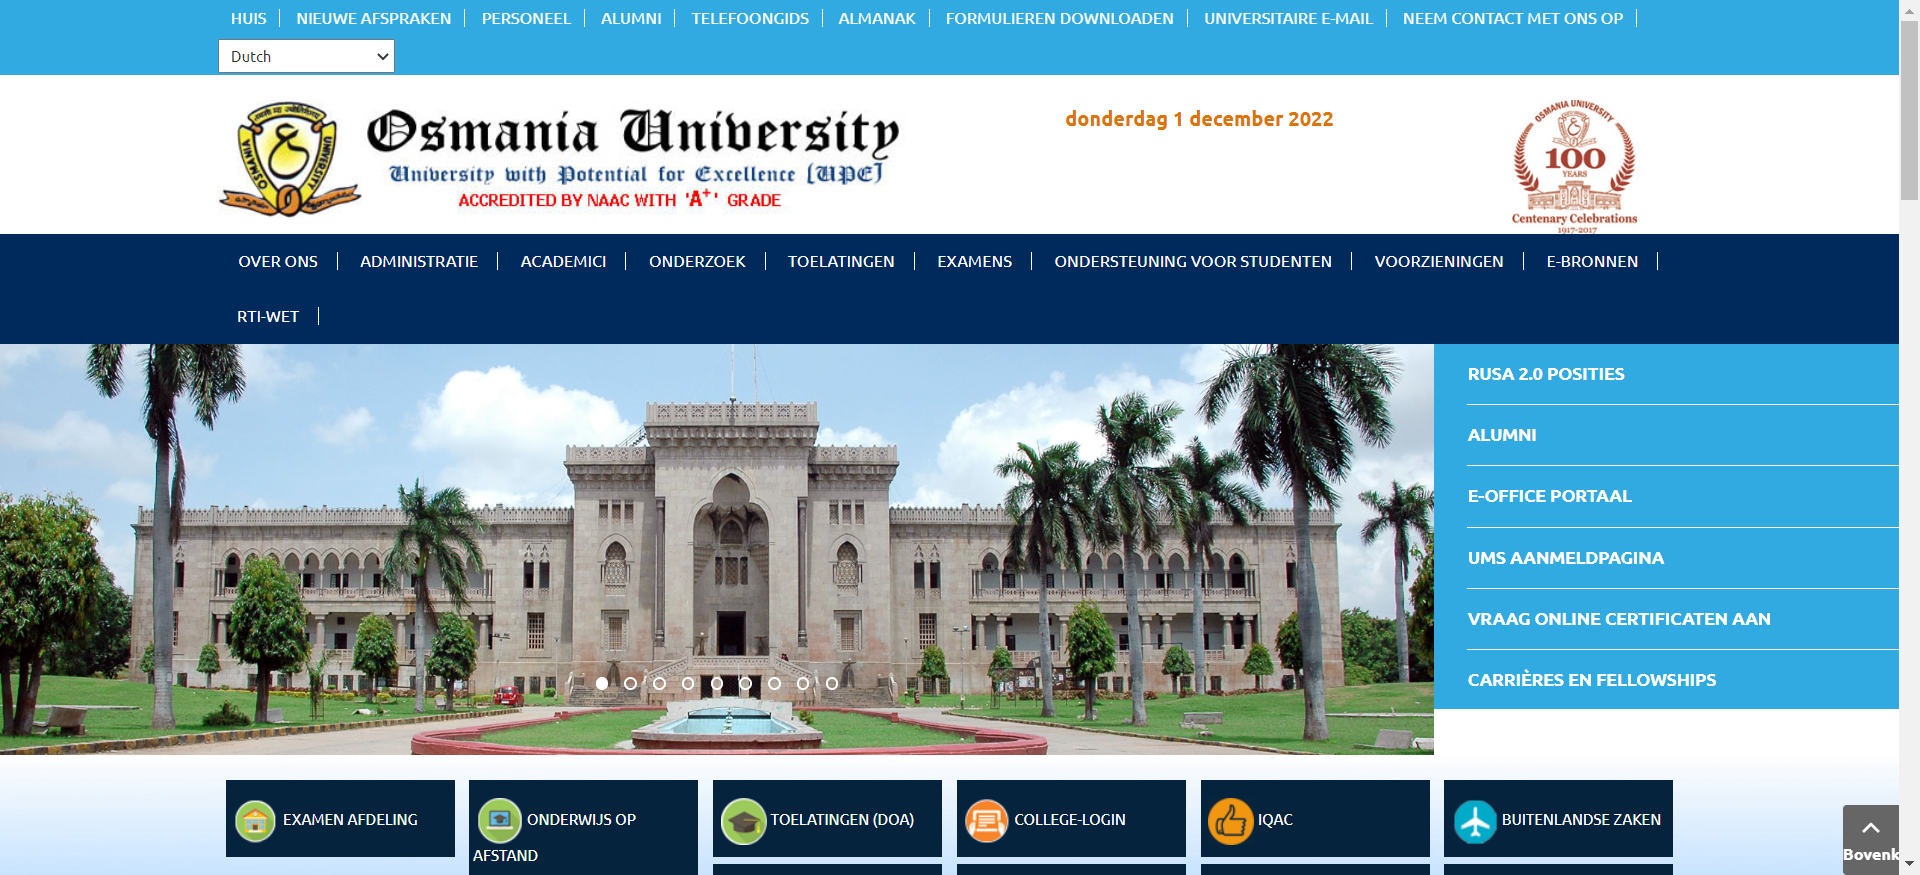 HUIS
NIEUWE AFSPRAKEN
PERSONEEL
ALUMNI
TELEFOONGIDS
ALMANAK
FORMULIEREN DOWNLOADEN
UNIVERSITAIRE E-MAIL
NEEM CONTACT MET ONS OP
Dutch
OSMANIA UNIVERSITY
Osmania University
University with Potential for Excellence [UPE]
ACCREDITED BY NAAC WITH 'A+' GRADE
donderdag 1 december 2022
OSMANIA UNIVERSITY
100
YEARS
Centenary Celebrations
1917-2017
OVER ONS
ADMINISTRATIE
ACADEMICI
ONDERZOEK
TOELATINGEN
EXAMENS
ONDERSTEUNING VOOR STUDENTEN
VOORZIENINGEN
E-BRONNEN
RTI-WET
RUSA 2.0 POSITIES
ALUMNI
E-OFFICE PORTAAL
UMS AANMELDPAGINA
VRAAG ONLINE CERTIFICATEN AAN
CARRIÈRES EN FELLOWSHIPS
EXAMEN AFDELING
ONDERWIJS OP
AFSTAND
TOELATINGEN (DOA)
COLLEGE-LOGIN
IQAC
BUITENLANDSE ZAKEN
Bovenk